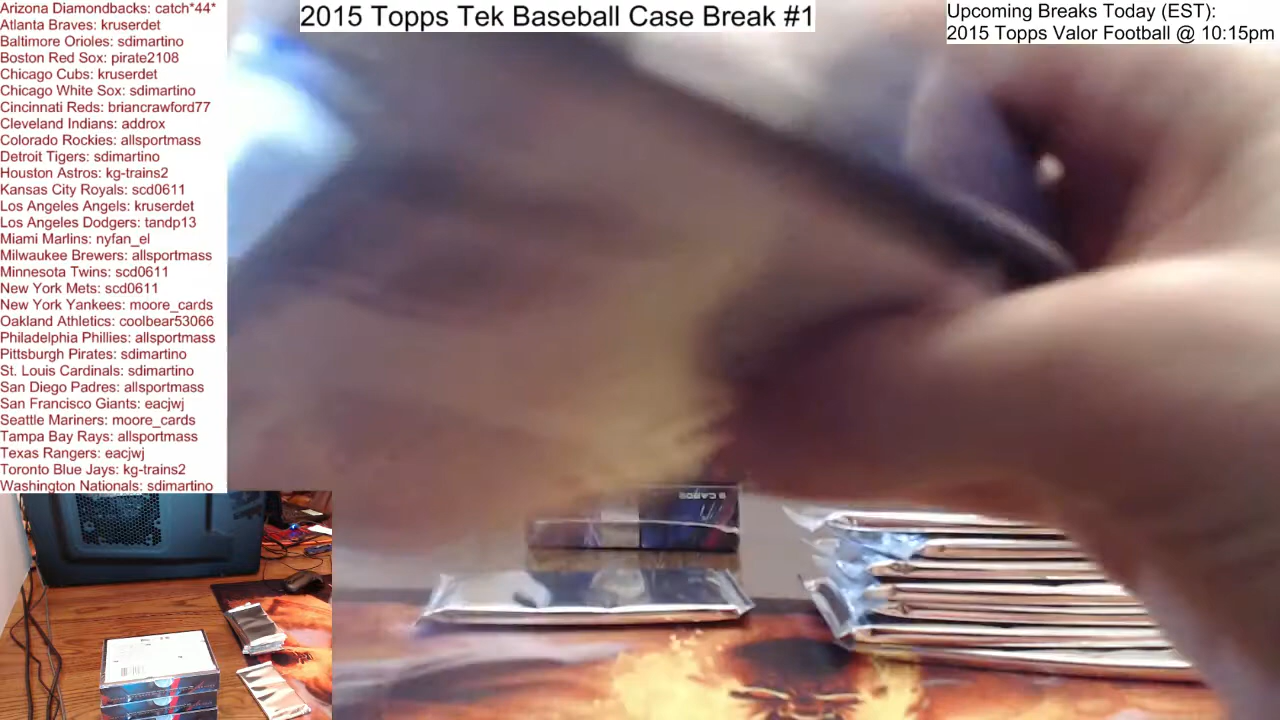 Arizona Diamondbacks: catch*44*
Atlanta Braves: kruserdet
Baltimore Orioles: sdimartino
Boston Red Sox: pirate2108
Chicago Cubs: kruserdet
Chicago White Sox: sdimartino
Cincinnati Reds: briancrawford77
Cleveland Indians: addrox
Colorado Rockies: allsportmass
Detroit Tigers: sdimartino
Houston Astros: kg-trains2
Kansas City Royals: scd0611
Los Angeles Angels: kruserdet
Los Angeles Dodgers: tandp13
Miami Marlins: nyfan_el
Milwaukee Brewers: allsportmass
Minnesota Twins: scd0611
New York Mets: scd0611
New York Yankees: moore_cards
Oakland Athletics: coolbear53066
Philadelphia Phillies: allsportmass
Pittsburgh Pirates: sdimartino
St. Louis Cardinals: sdimartino
San Diego Padres: allsportmass
San Francisco Giants: eacjwj
Seattle Mariners: moore_cards
Tampa Bay Rays: allsportmass
Texas Rangers: eacjwj
Toronto Blue Jays: kg-trains2
Washington Nationals: sdimartino
2015 Topps Tek Baseball Case Break #1
Upcoming Breaks Today (EST):
2015 Topps Valor Football @ 10:15pm
8 CARDS